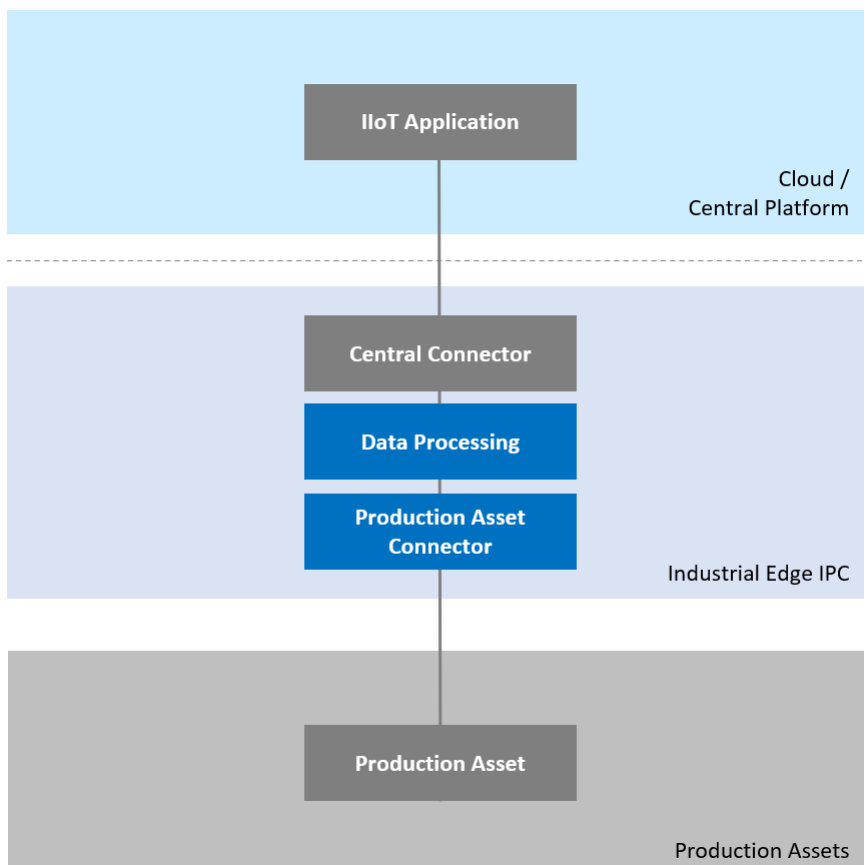 IIoT Application
Cloud /
Central Platform
Central Connector
Data Processing
Production Asset
Connector
Industrial Edge IPC
Production Asset
Production Assets